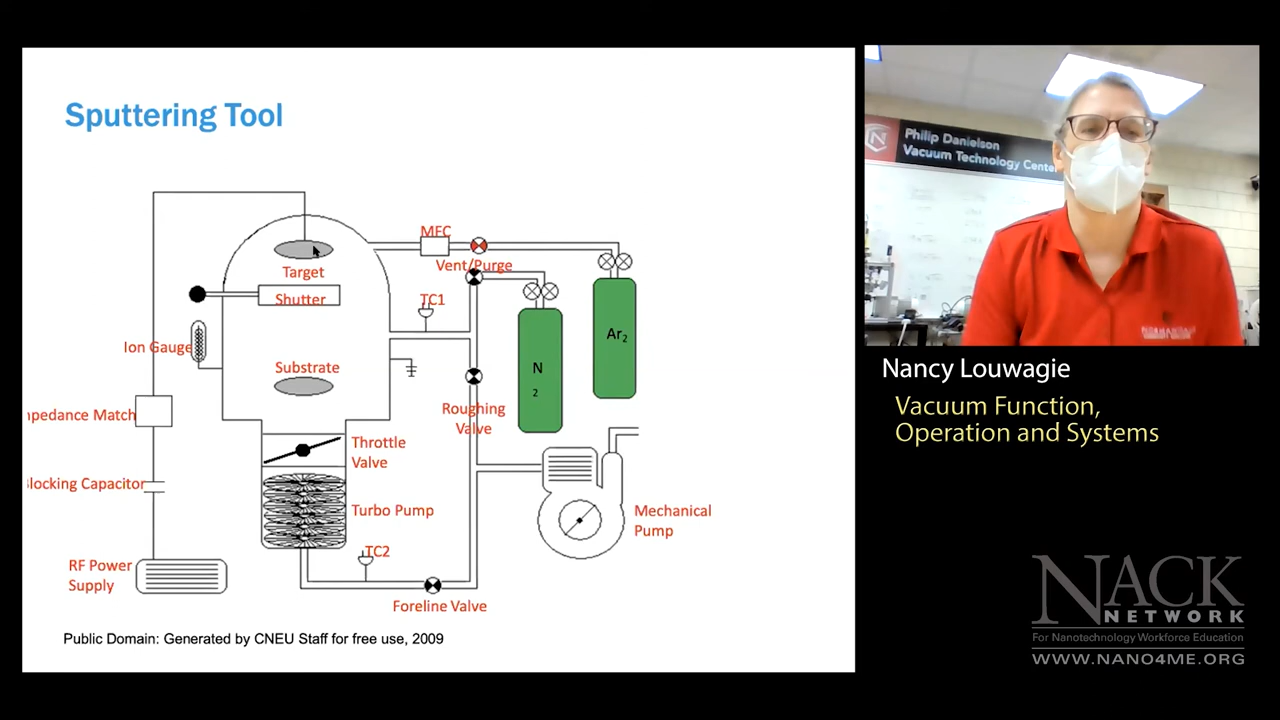 Sputtering Tool
MFC
Vent/Purge
Target
Shutter
TC1
Ion Gauge
Ar2
N
2
Substrate
mpedance Match
Roughing
Valve
Throttle
Valve
locking Capacitor
Turbo Pump
Mechanical
Pump
TC2
RF Power
Supply
Foreline Valve
Public Domain: Generated by CNEU Staff for free use, 2009
Philip Danielson
Vacuum Technology Center
Nancy Louwagie
Vacuum Function,
Operation and Systems
NACK
NETWORK
For Nanotechnology Workforce Education
WWW.NANO4ME.ORG